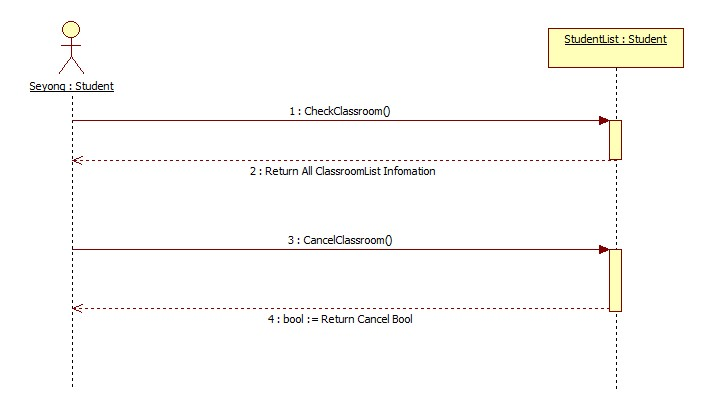 StudentList : Student
Seyong : Student
1 : CheckClassroom()
2 : Return All ClassroomList Infomation
3 : CancelClassroom()
4 : bool := Return Cancel Bool